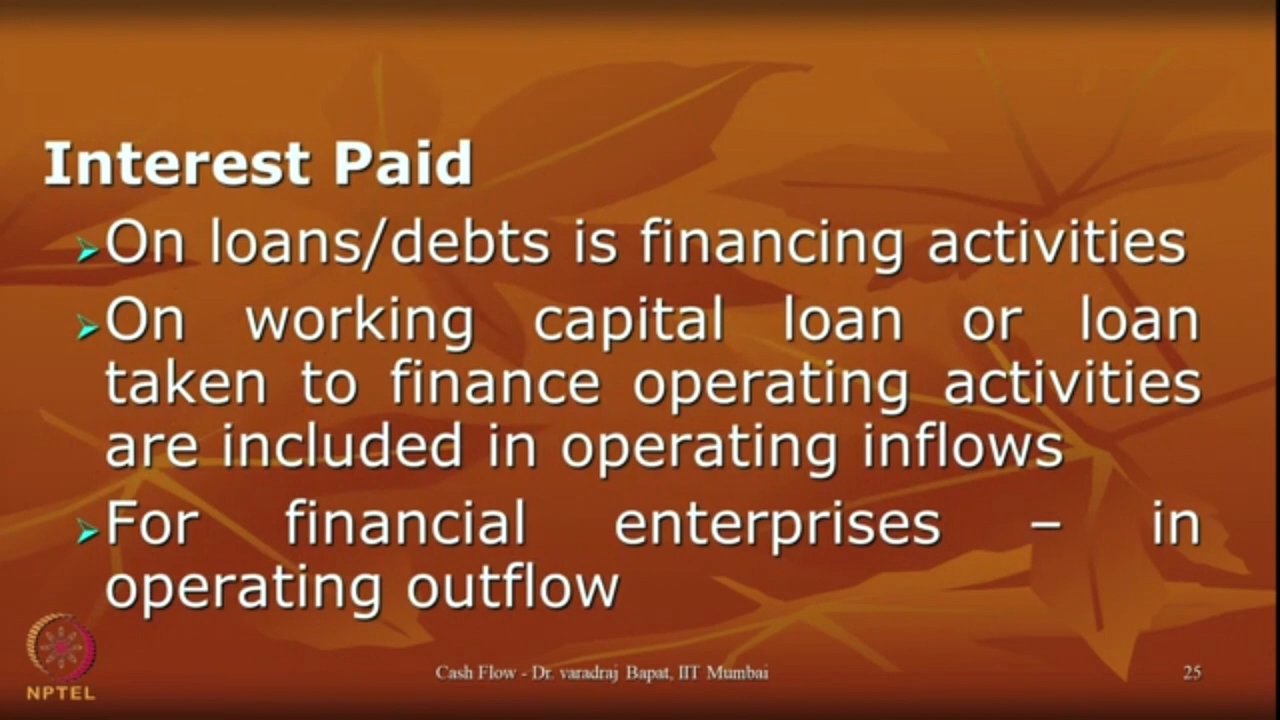 Interest Paid
On loans/debts is financing activities
On working capital loan or loan
taken to finance operating activities
are included in operating inflows
For financial enterprises – in
operating outflow
NPTEL
Cash Flow - Dr. varadraj Bapat, IIT Mumbai
25